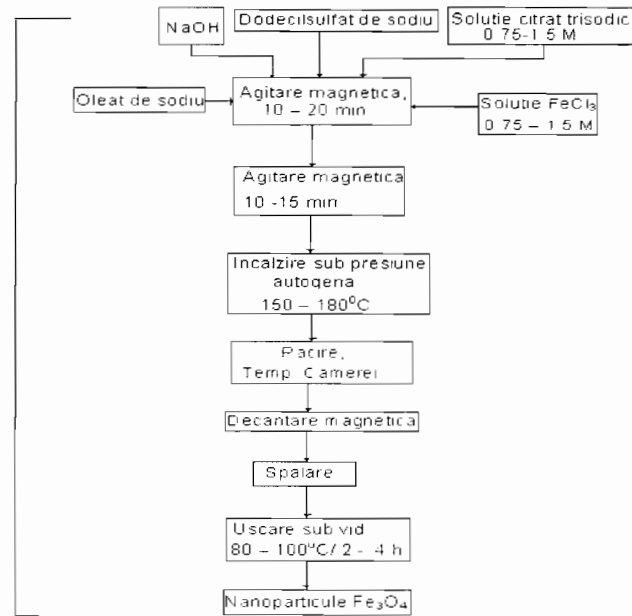 NaOH
Dodecilsulfat de sodiu
Solutie citrat trisodic
0 75-1 5 M
Oleat de sodiu
Agitare magnetica,
10 – 20 min
Solutie FeCl₃
0 75 – 1 5 M
Agitare magnetica
10 -15 min
Incalzire sub presiune
autogena
150 – 180⁰C
Racire,
Temp Camerei
Decantare magnetica
Spalare
Uscare sub vid
80 – 100⁰C/ 2 - 4 h
Nanoparticule Fe₃O₄